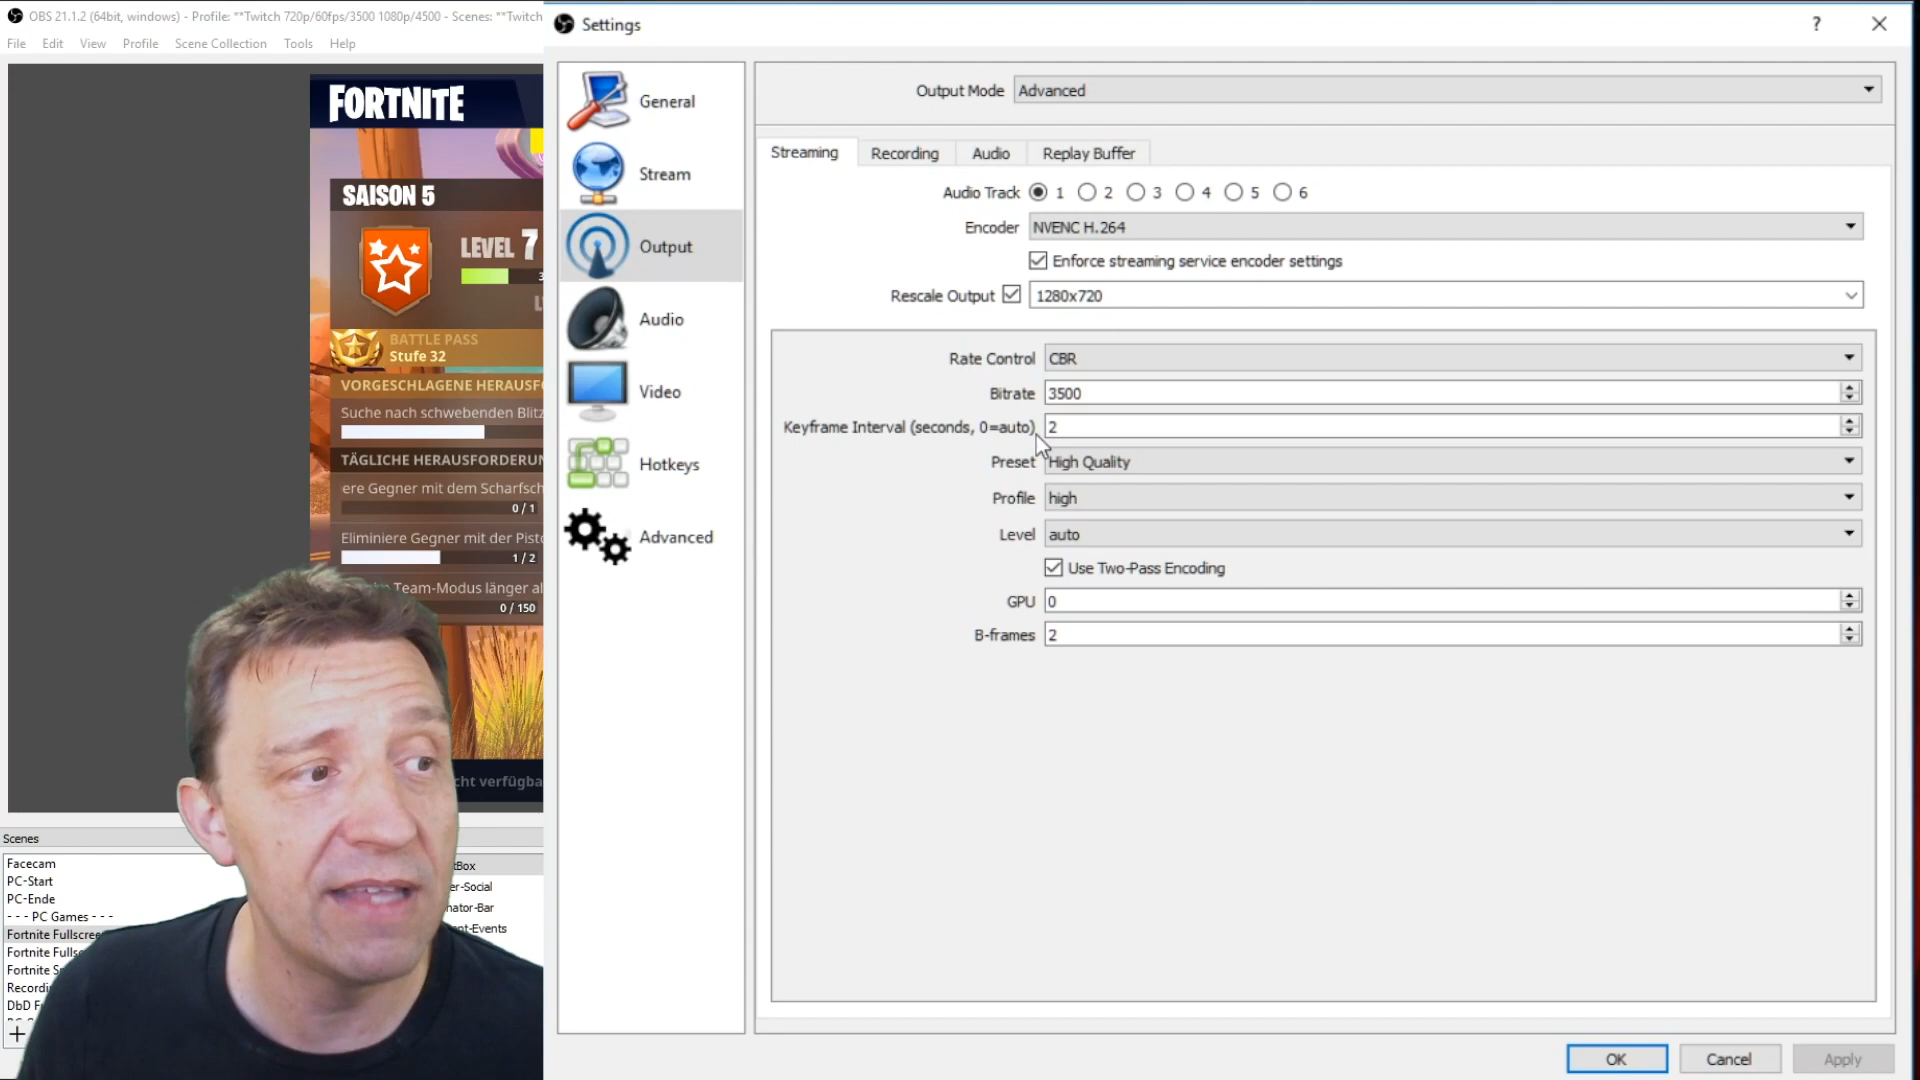 OBS 21.1.2 (64bit, windows) - Profile: **Twitch 720p/60fps/3500 1080p/4500 - Scenes: **Twitch
File Edit View Profile Scene Collection Tools Help
FORTNITE
SAISON 5
LEVEL 7
BATTLE PASS
Stufe 32
VORGESCHLAGENE HERAUSF
Suche nach schwebenden Blitz
TÄGLICHE HERAUSFORDERUN
ere Gegner mit dem Scharfsch
0 / 1
Eliminiere Gegner mit der Pisto
1 / 2
Team-Modus länger al
0 / 150
cht verfügba
Scenes
Facecam
PC-Start
PC-Ende
- - - PC Games - - -
Fortnite Fullscree
Fortnite Fullsc
Fortnite S
Recordi
DbD F
tBox
er-Social
nator-Bar
nt-Events
Settings
?
General
Stream
Output
Audio
Video
Hotkeys
Advanced
Output Mode Advanced
Streaming Recording Audio Replay Buffer
Audio Track 1 2 3 4 5 6
Encoder NVENC H.264
Enforce streaming service encoder settings
Rescale Output 1280x720
Rate Control CBR
Bitrate 3500
Keyframe Interval (seconds, 0=auto) 2
Preset High Quality
Profile high
Level auto
Use Two-Pass Encoding
GPU 0
B-frames 2
OK Cancel Apply